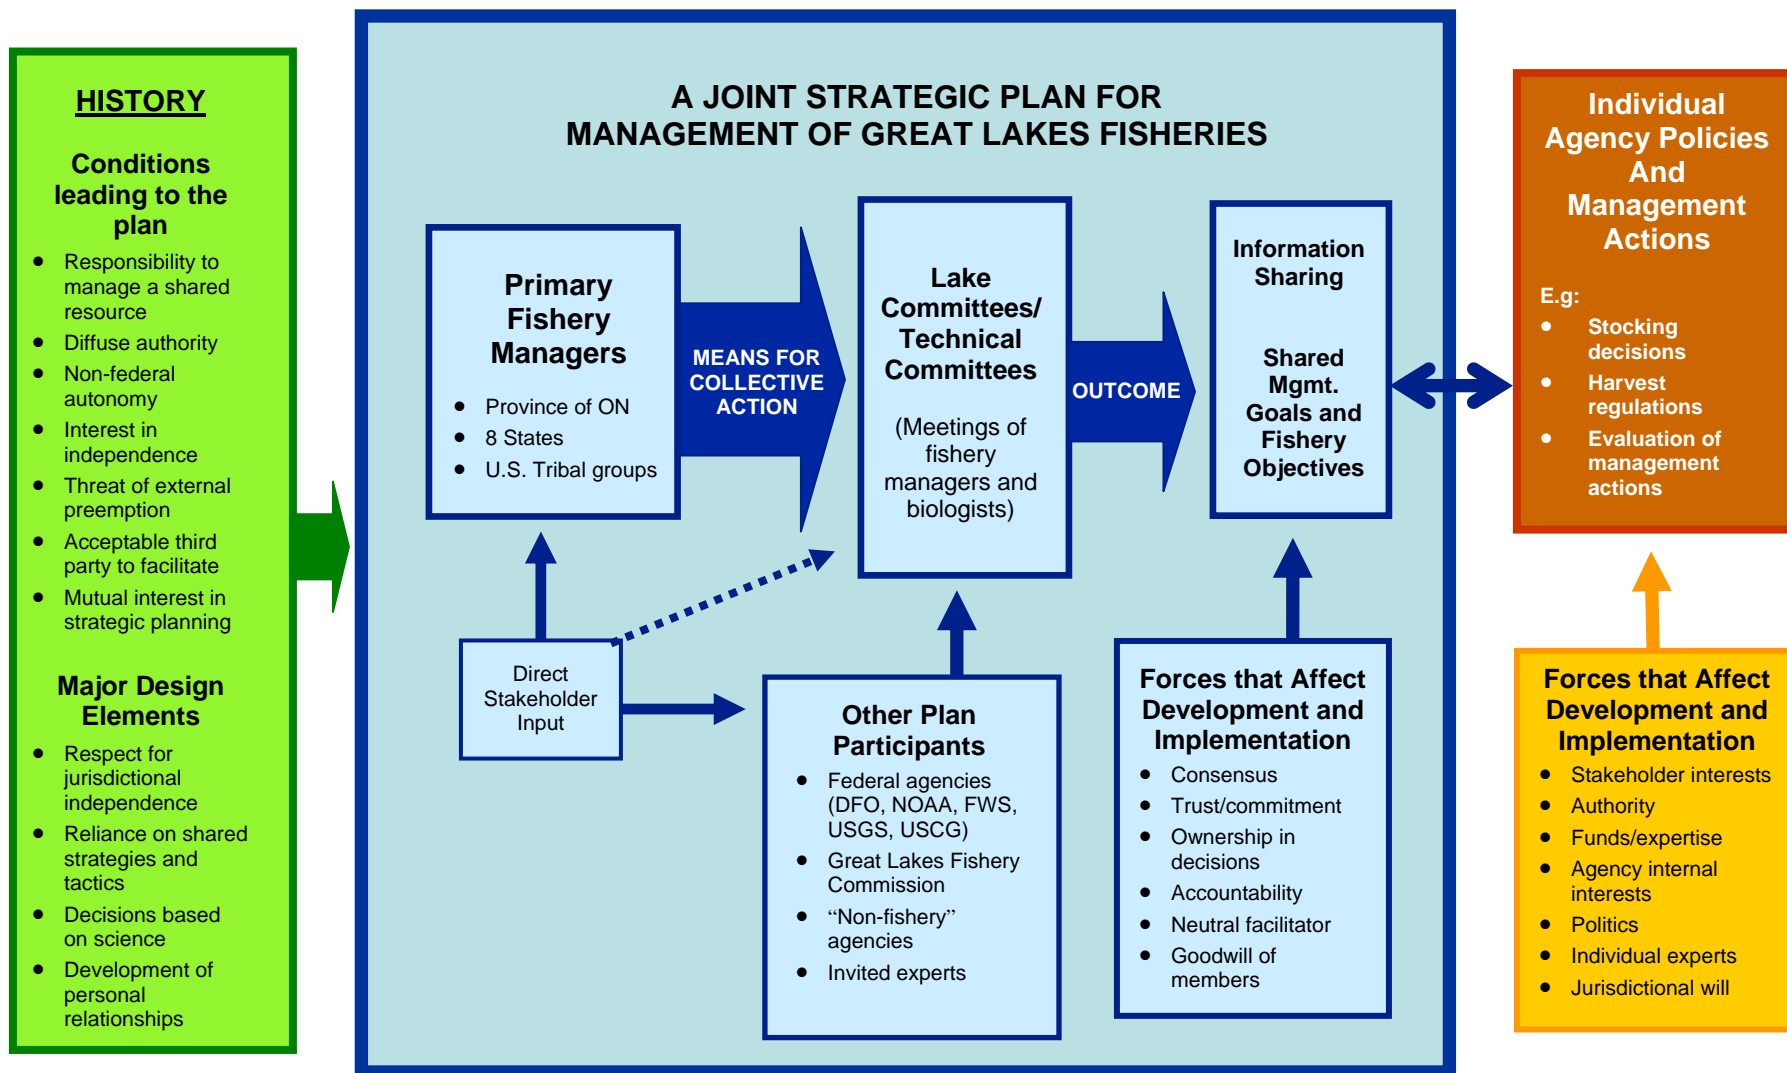 HISTORY
Conditions
leading to the
plan
• Responsibility to
manage a shared
resource
• Diffuse authority
• Non-federal
autonomy
• Interest in
independence
• Threat of external
preemption
• Acceptable third
party to facilitate
• Mutual interest in
strategic planning
Major Design
Elements
• Respect for
jurisdictional
independence
• Reliance on shared
strategies and
tactics
• Decisions based
on science
• Development of
personal
relationships
A JOINT STRATEGIC PLAN FOR
MANAGEMENT OF GREAT LAKES FISHERIES
Primary
Fishery
Managers
• Province of ON
• 8 States
• U.S. Tribal groups
MEANS FOR
COLLECTIVE
ACTION
Lake
Committees/
Technical
Committees
(Meetings of
fishery
managers and
biologists)
OUTCOME
Information
Sharing
Shared
Mgmt.
Goals and
Fishery
Objectives
Direct
Stakeholder
Input
Other Plan
Participants
• Federal agencies
(DFO, NOAA, FWS,
USGS, USCG)
• Great Lakes Fishery
Commission
• “Non-fishery”
agencies
• Invited experts
Forces that Affect
Development and
Implementation
• Consensus
• Trust/commitment
• Ownership in
decisions
• Accountability
• Neutral facilitator
• Goodwill of
members
Individual
Agency Policies
And
Management
Actions
E.g:
• Stocking
decisions
• Harvest
regulations
• Evaluation of
management
actions
Forces that Affect
Development and
Implementation
• Stakeholder interests
• Authority
• Funds/expertise
• Agency internal
interests
• Politics
• Individual experts
• Jurisdictional will